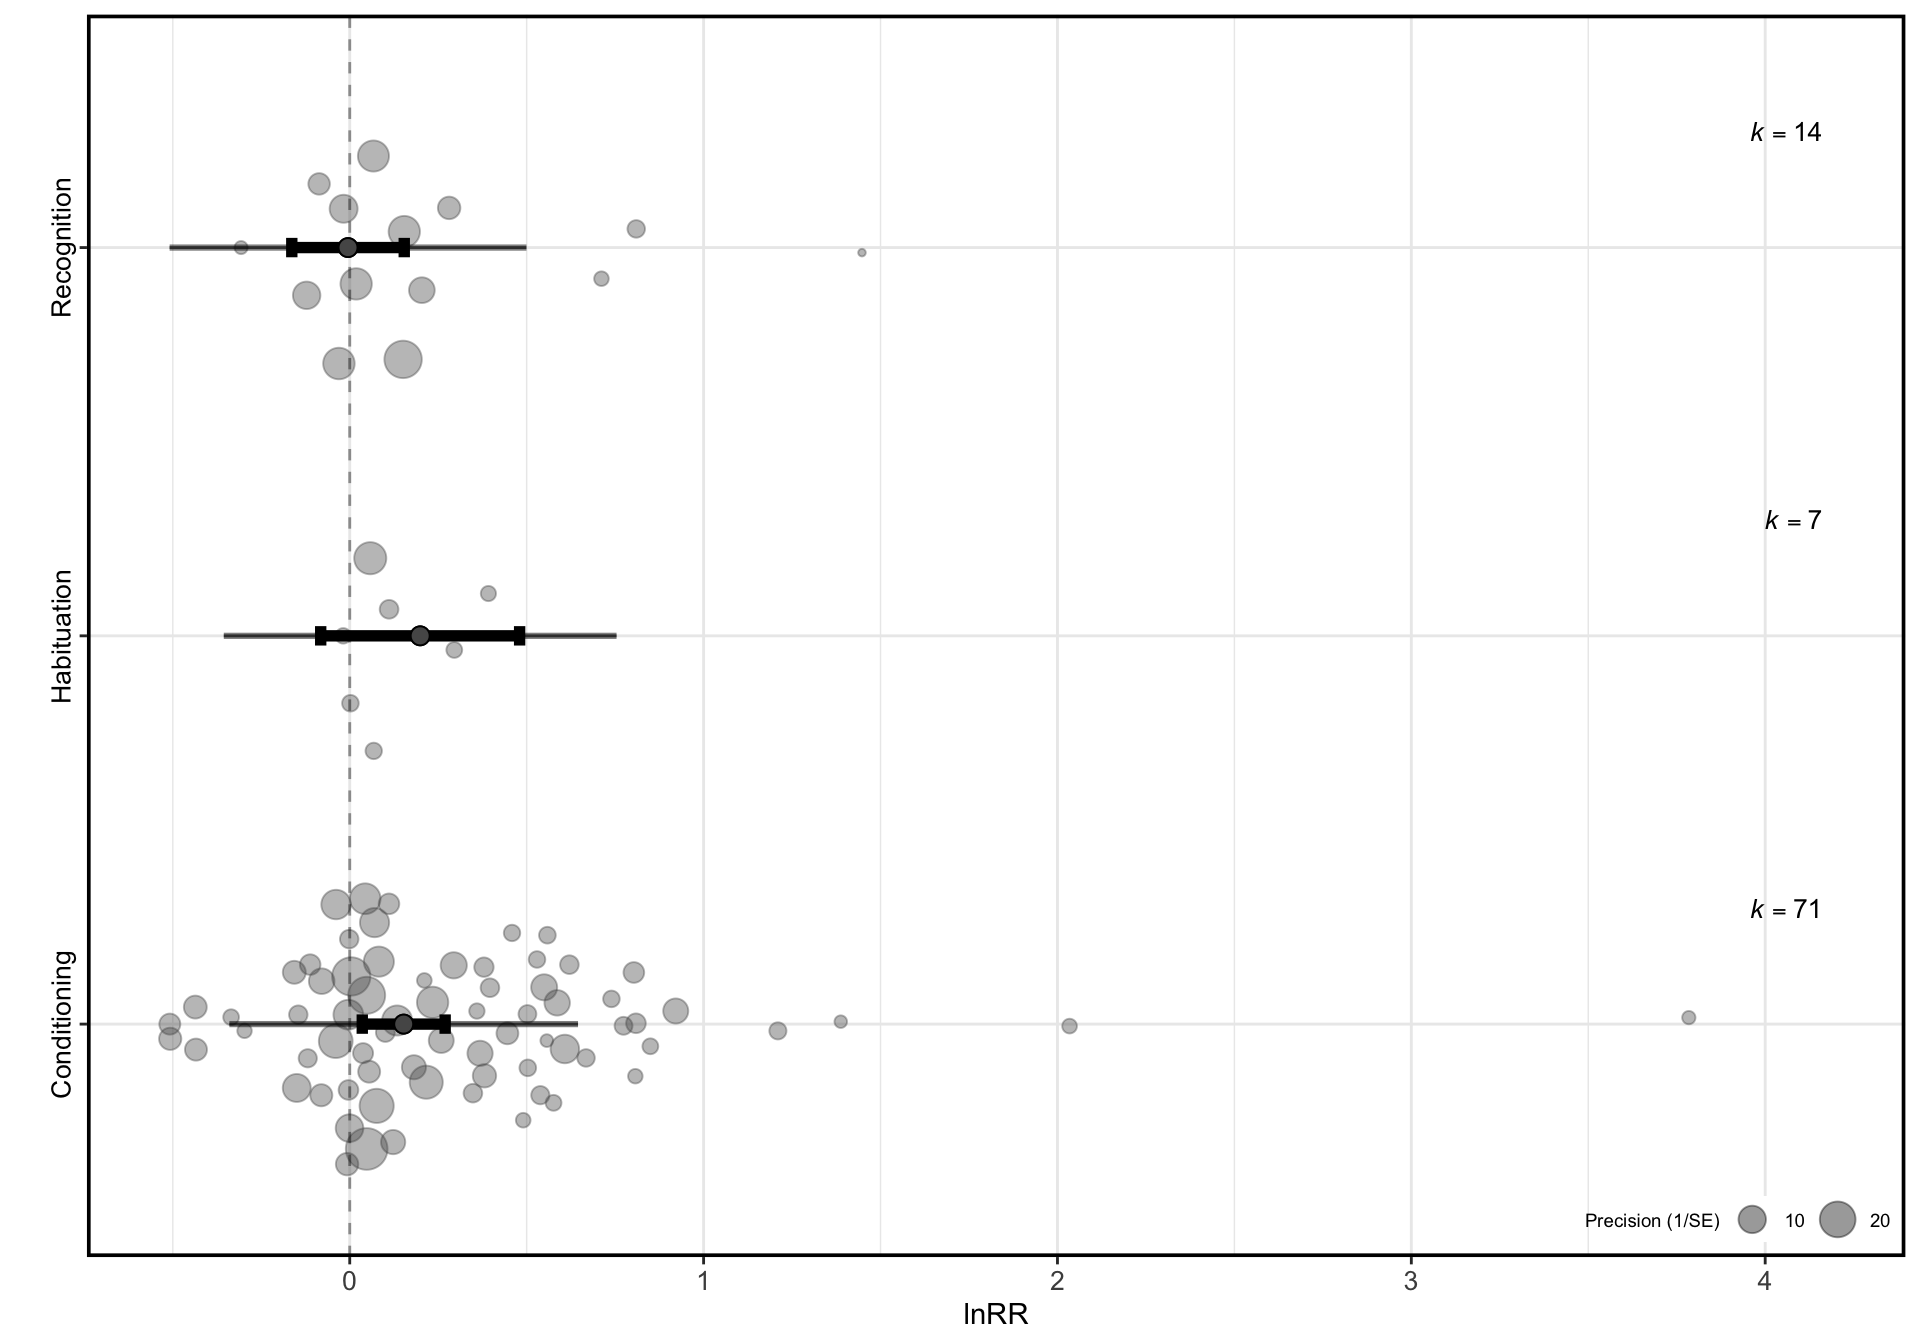 k = 14
Recognition
k = 7
Habituation
k = 71
Conditioning
Precision (1/SE) 10 20
0 1 2 3 4
lnRR